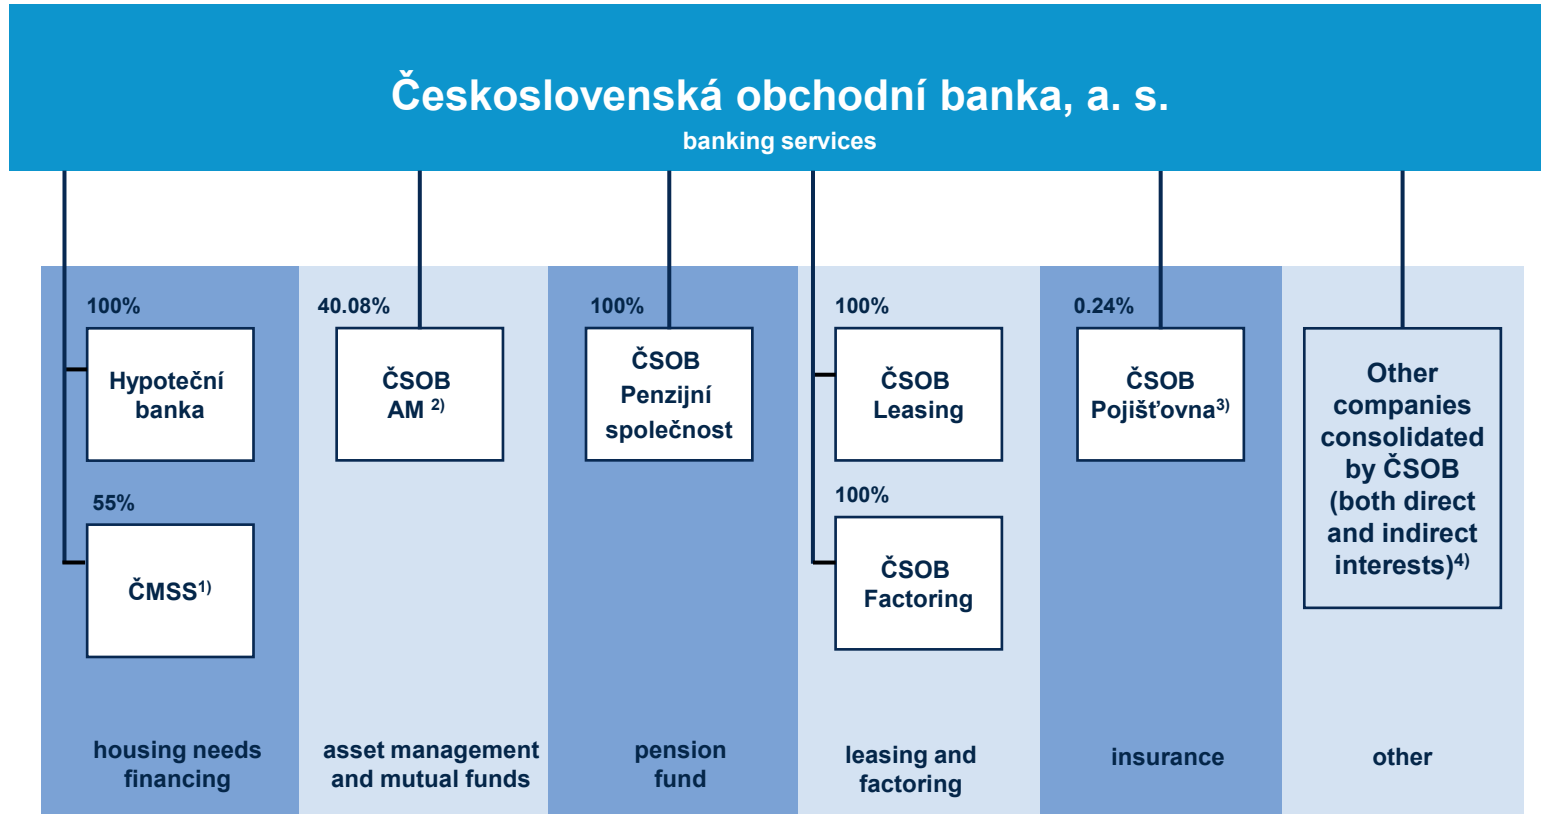 Československá obchodní banka, a. s.
banking services
100%
Hypoteční
banka
55%
ČMSS1)
housing needs
financing
40.08%
ČSOB
AM 2)
asset management
and mutual funds
100%
ČSOB
Penzijní
společnost
pension
fund
100%
ČSOB
Leasing
100%
ČSOB
Factoring
leasing and
factoring
0.24%
ČSOB
Pojišťovna3)
insurance
Other
companies
consolidated
by ČSOB
(both direct
and indirect
interests)4)
other